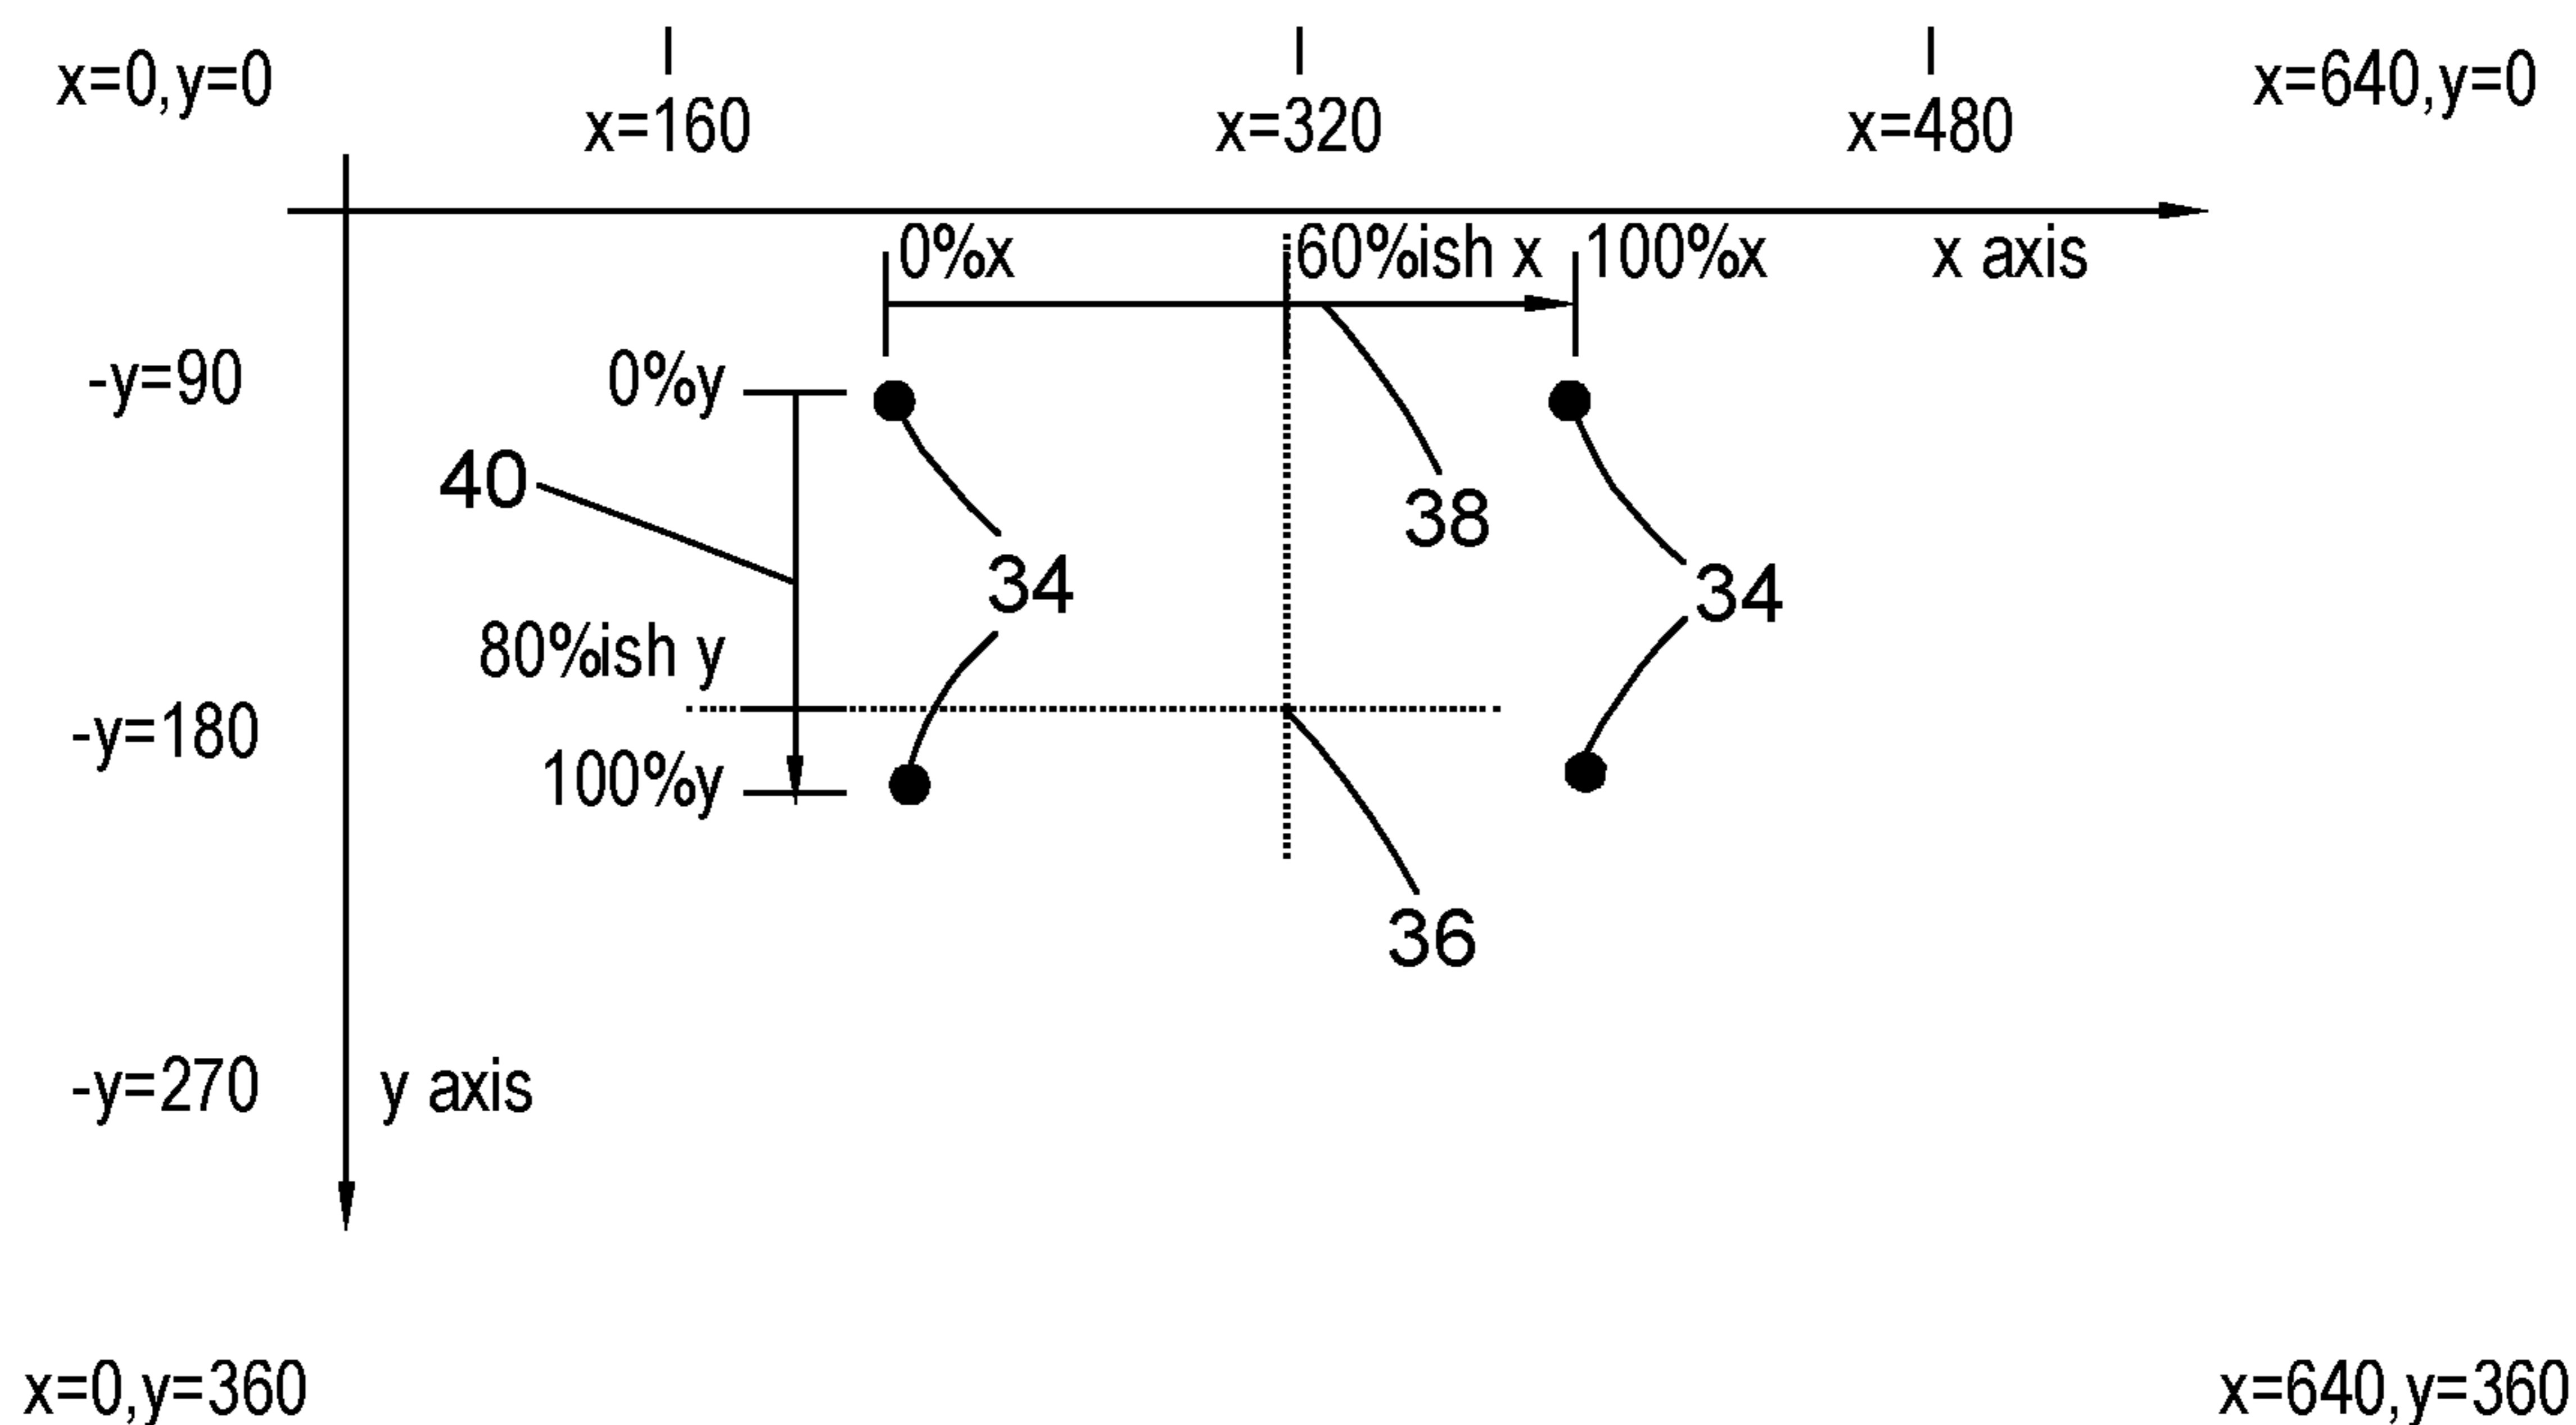 x=0,y=0
x=160
x=320
x=480
x=640,y=0
0%x
60%ish x
100%x
x axis
-y=90
0%y
40
38
34
34
80%ish y
-y=180
100%y
36
-y=270
y axis
x=0,y=360
x=640,y=360